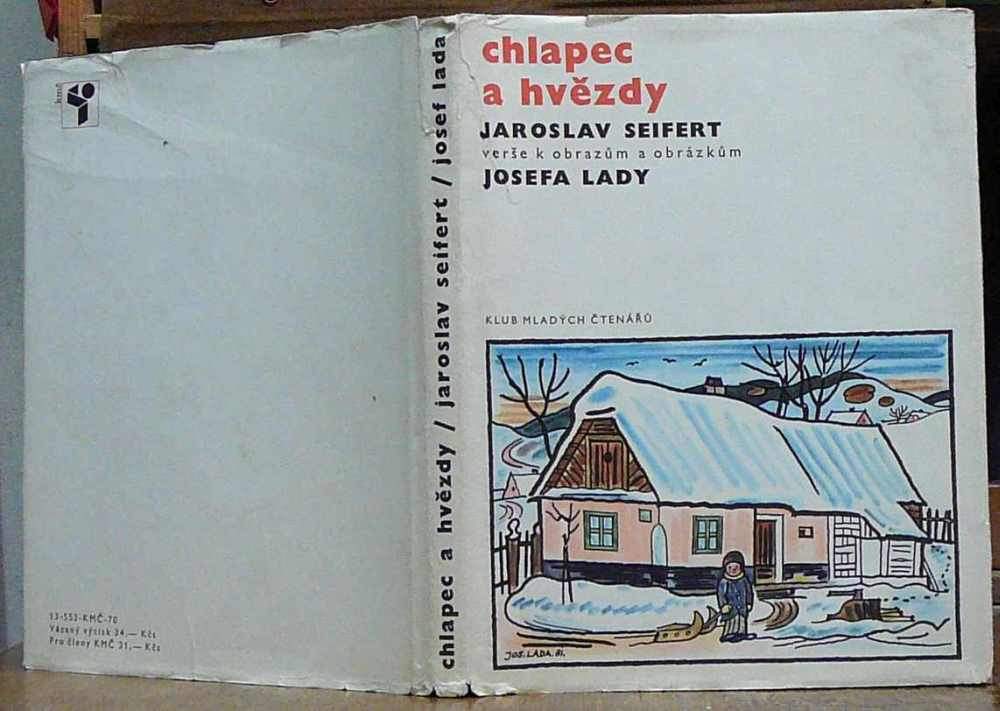 kmč
13-553-KMČ-70
Vázaný výtisk 34,— Kčs
Pro členy KMČ 31,— Kčs
chlapec a hvězdy / jaroslav seifert / josef lada
chlapec
a hvězdy
JAROSLAV SEIFERT
verše k obrazům a obrázkům
JOSEFA LADY
KLUB MLADÝCH ČTENÁŘŮ
JOS. LADA.